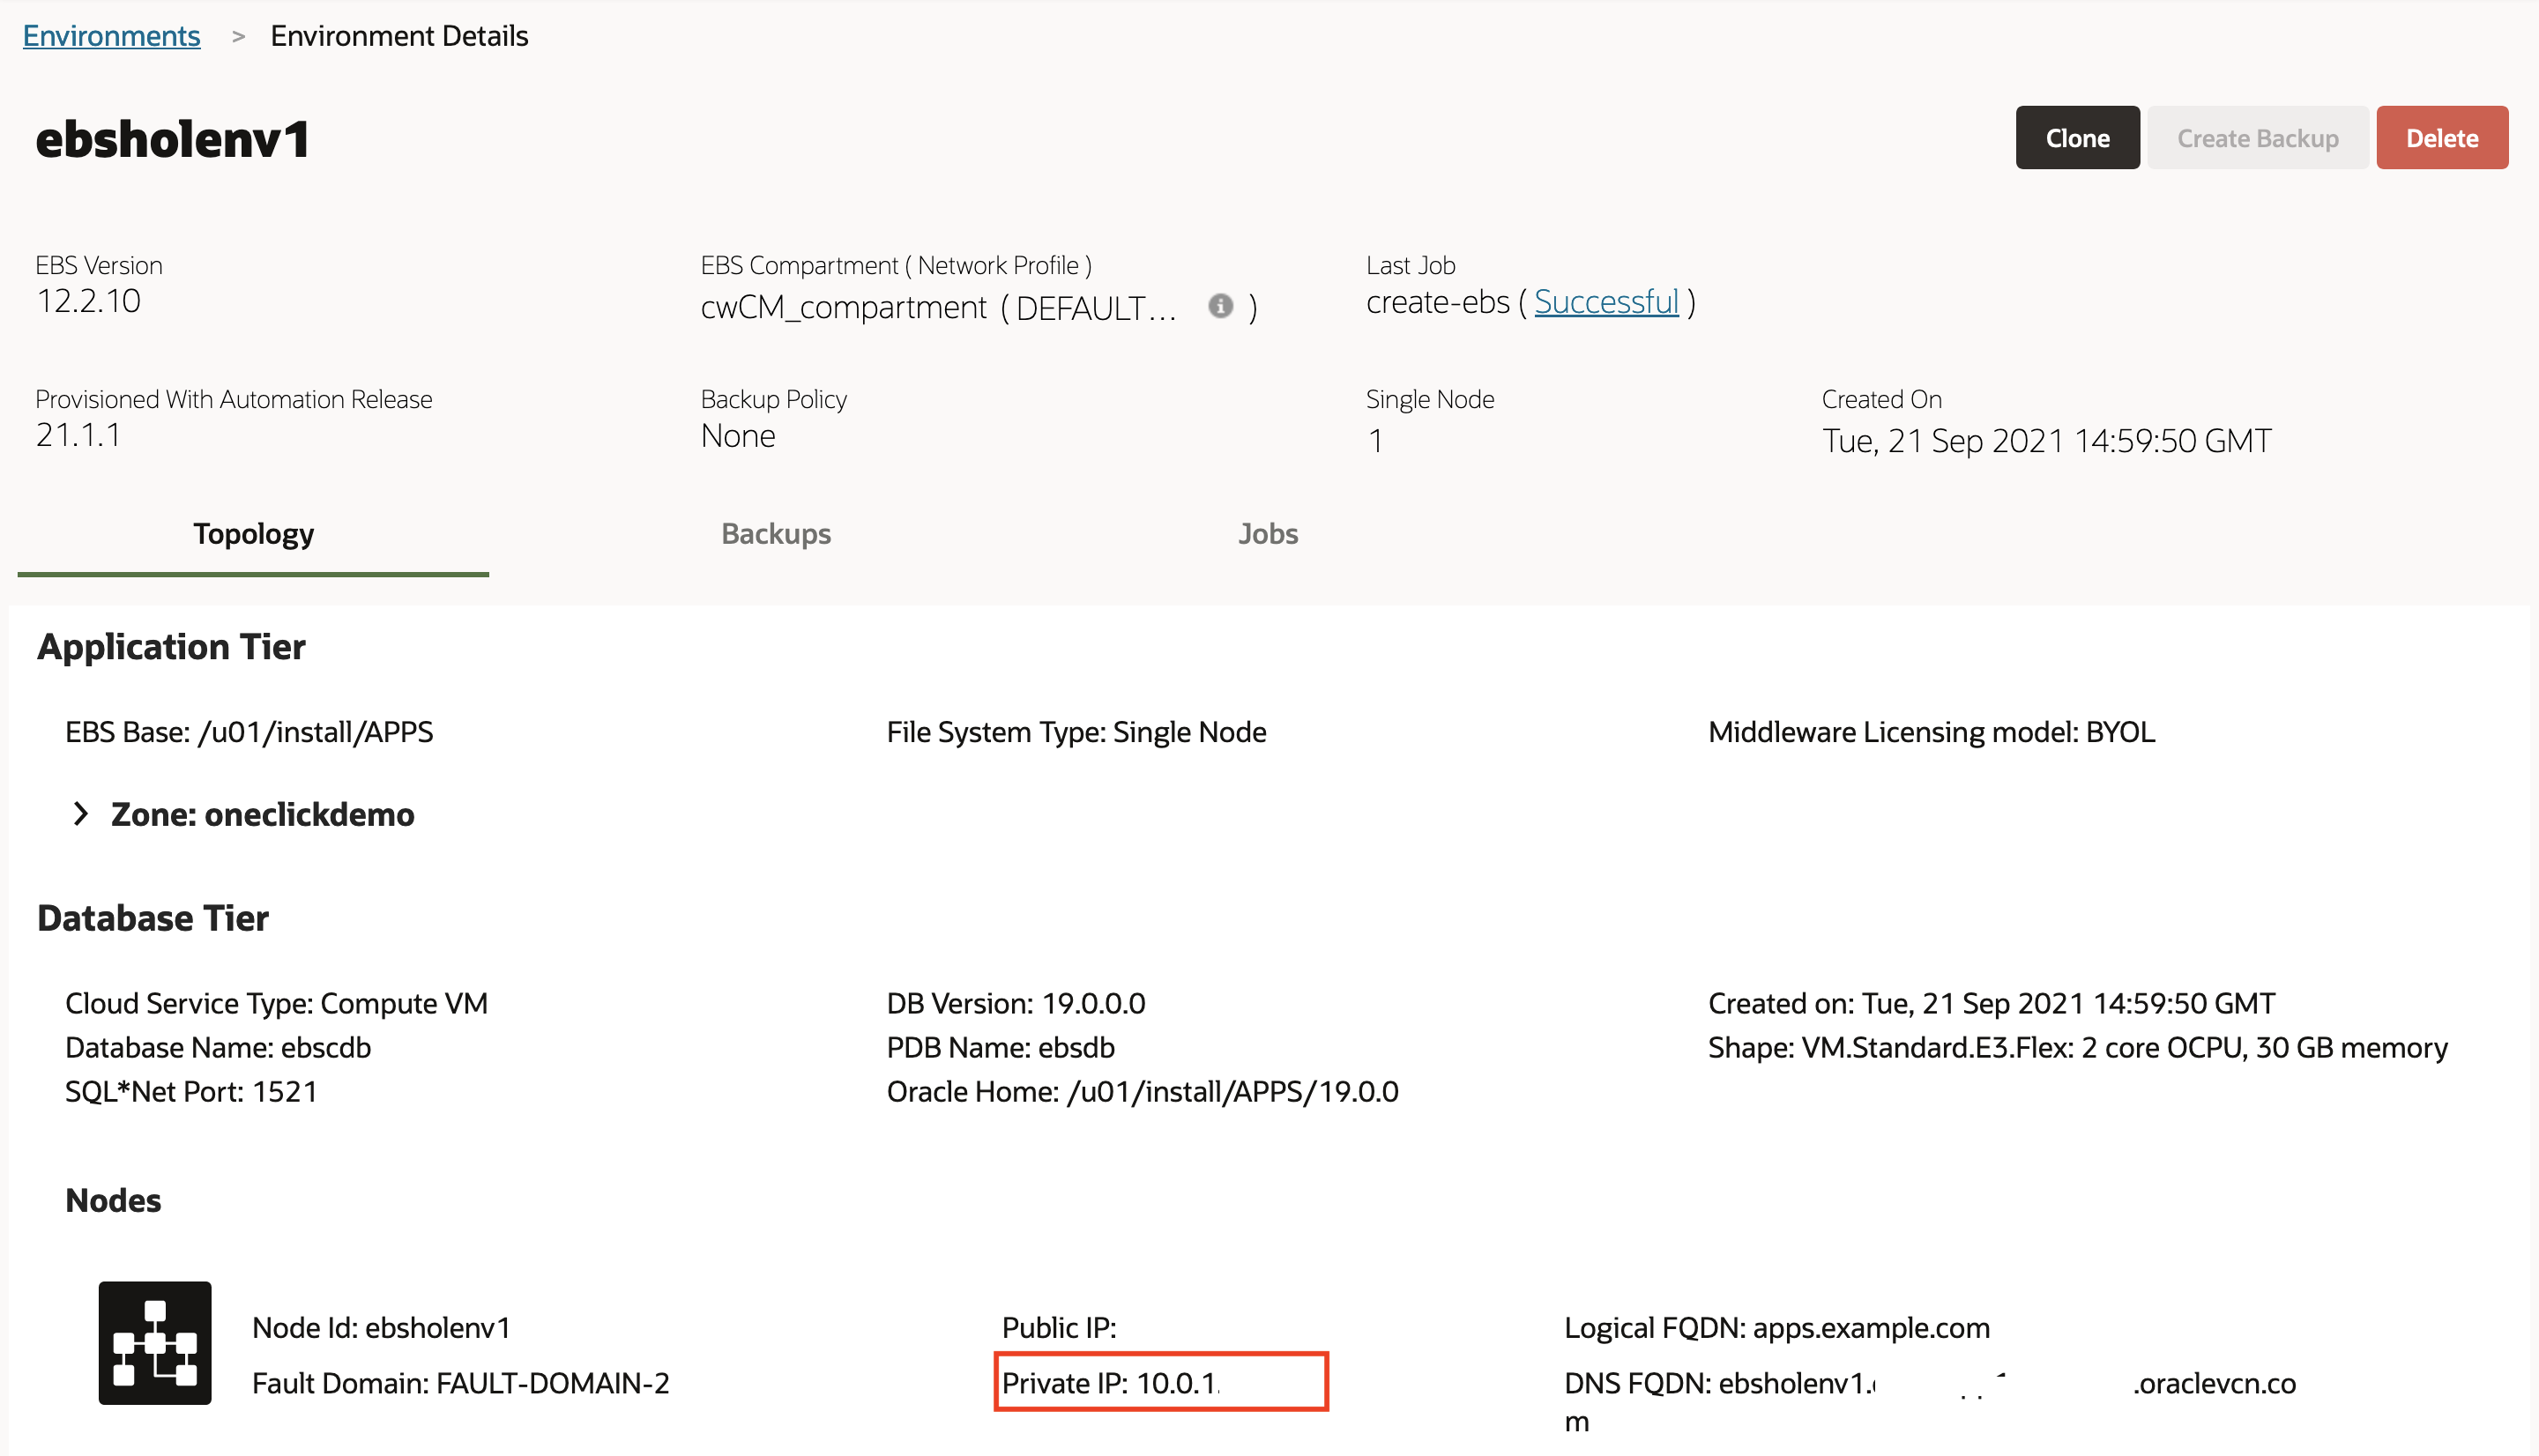 Environments > Environment Details
ebsholenv1
Clone Create Backup Delete
EBS Version EBS Compartment ( Network Profile ) Last Job
12.2.10 cwCM_compartment ( DEFAULT... ) create-ebs ( Successful )
Provisioned With Automation Release Backup Policy Single Node Created On
21.1.1 None 1 Tue, 21 Sep 2021 14:59:50 GMT
Topology Backups Jobs
Application Tier
EBS Base: /u01/install/APPS File System Type: Single Node Middleware Licensing model: BYOL
Zone: oneclickdemo
Database Tier
Cloud Service Type: Compute VM DB Version: 19.0.0.0 Created on: Tue, 21 Sep 2021 14:59:50 GMT
Database Name: ebscdb PDB Name: ebsdb Shape: VM.Standard.E3.Flex: 2 core OCPU, 30 GB memory
SQL*Net Port: 1521 Oracle Home: /u01/install/APPS/19.0.0
Nodes
Node Id: ebsholenv1 Public IP: Logical FQDN: apps.example.com
Fault Domain: FAULT-DOMAIN-2 Private IP: 10.0.1. DNS FQDN: ebsholenv1. .oraclevcn.co
m